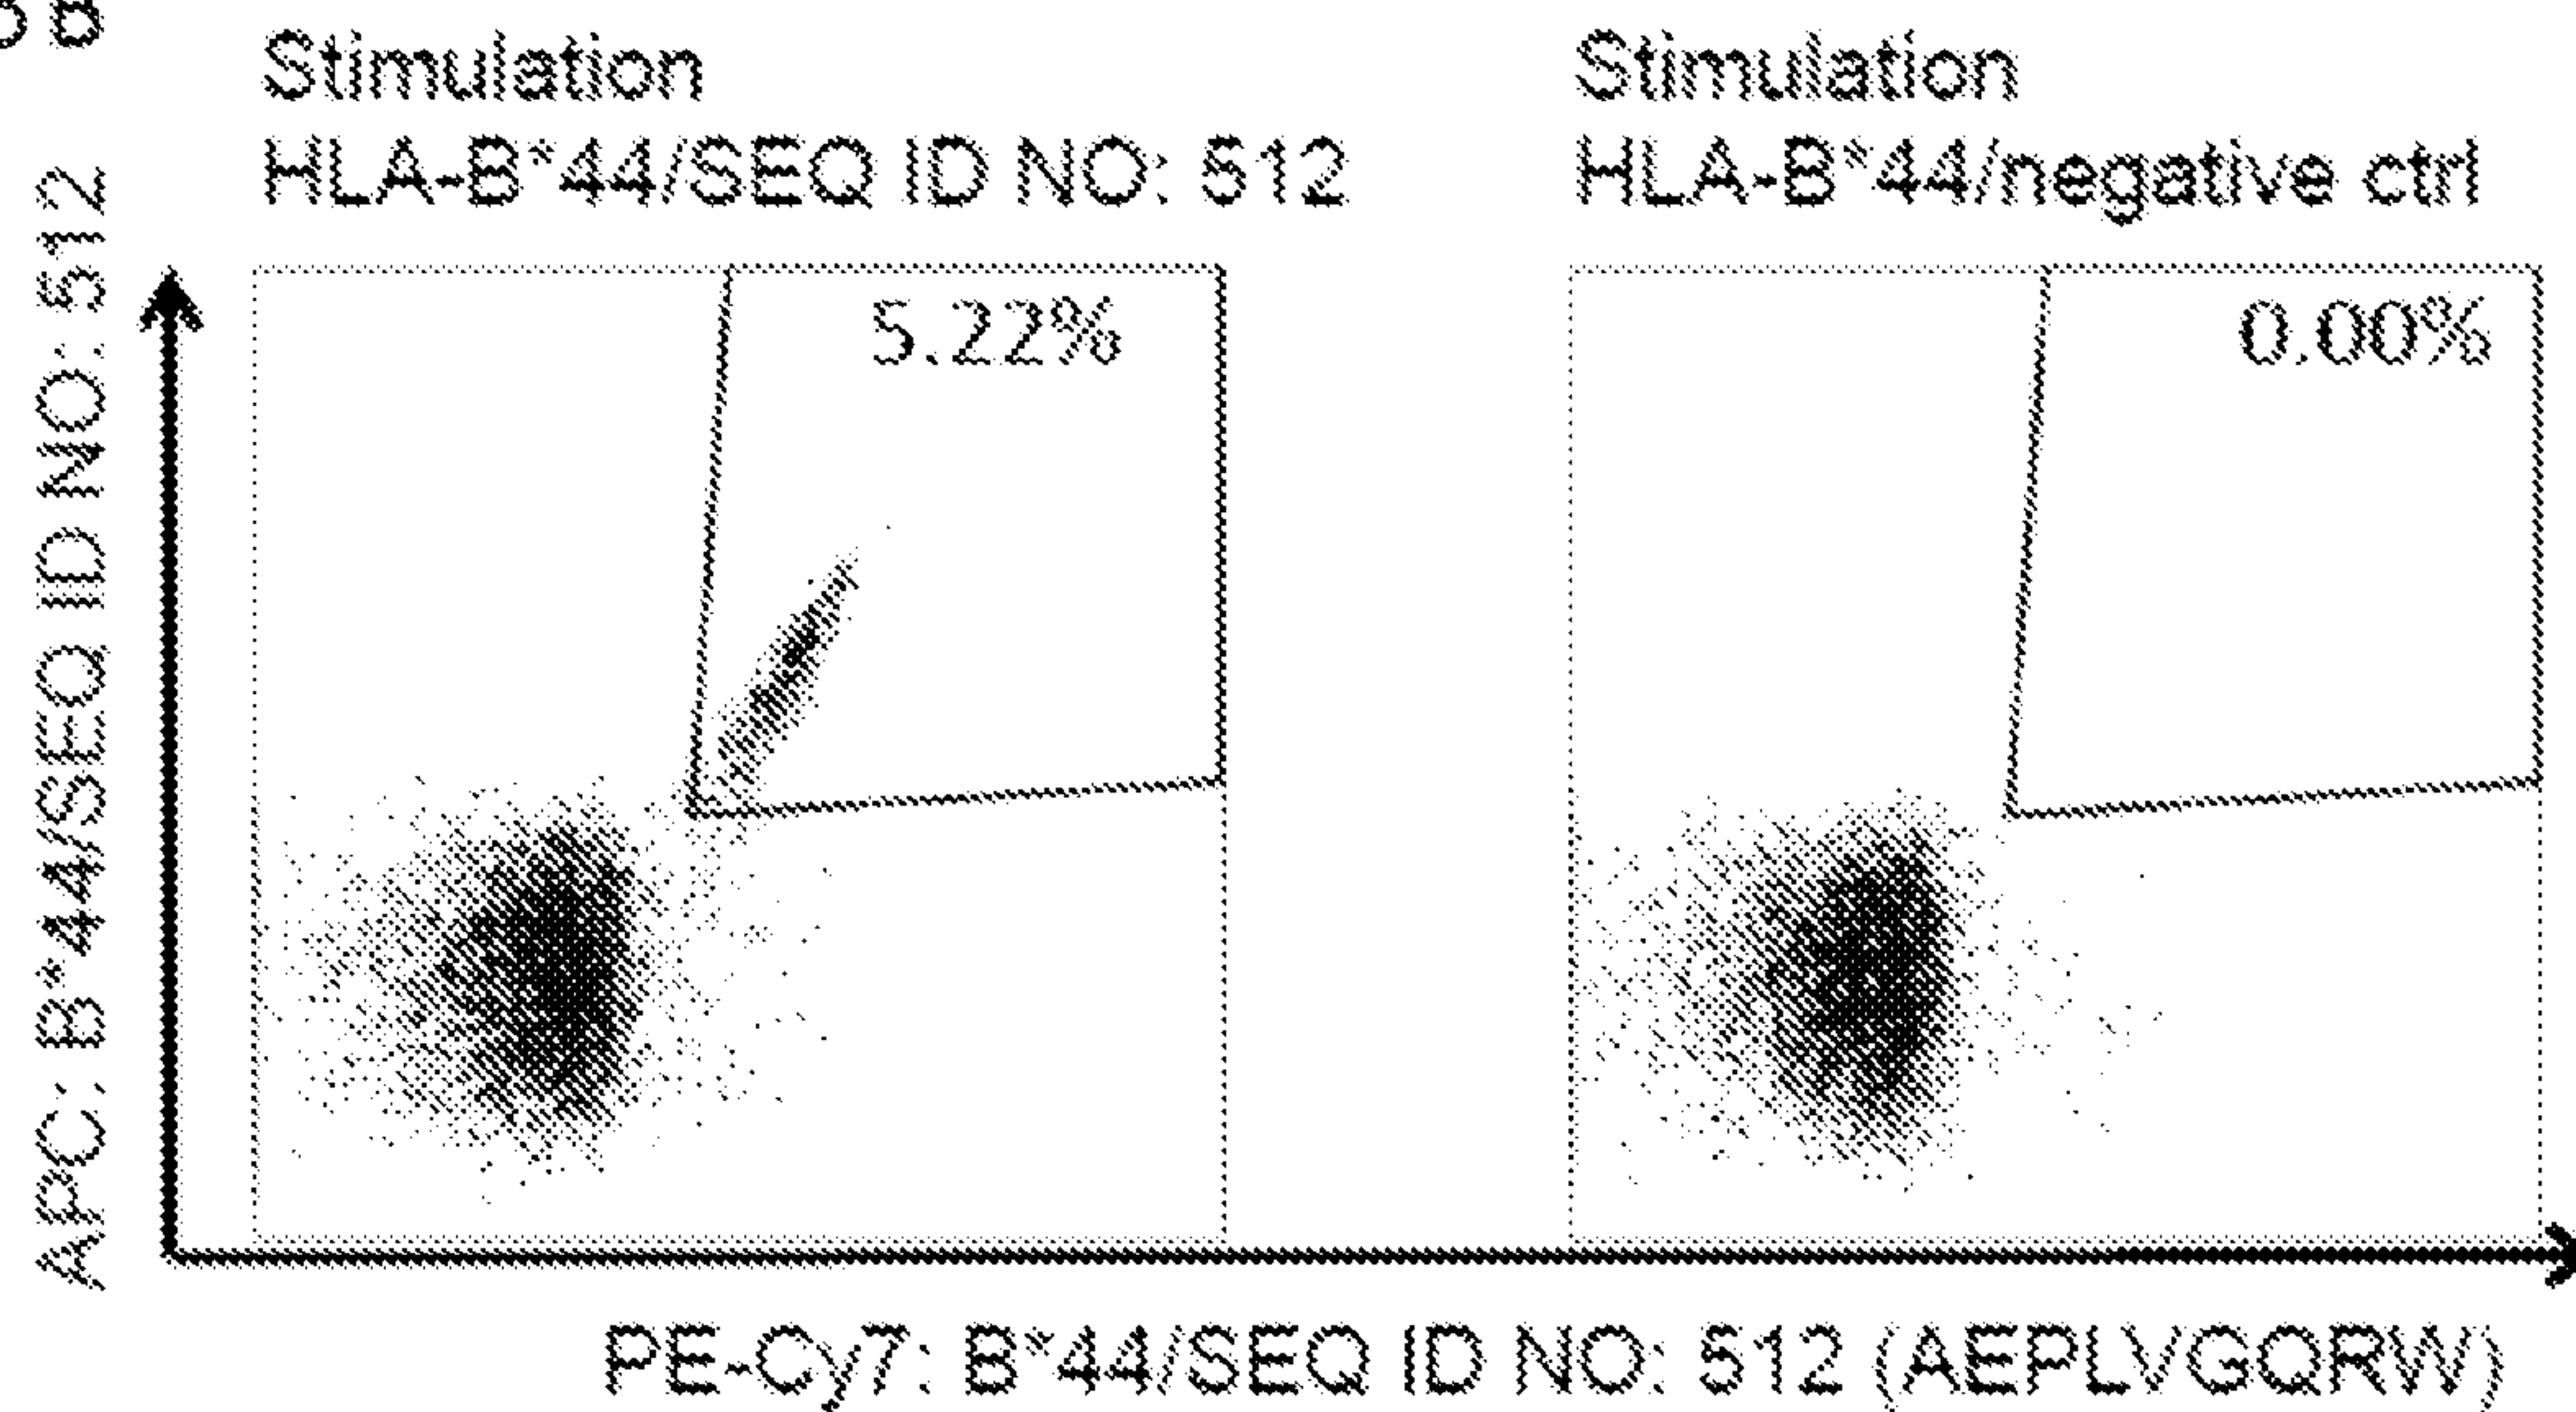 B
Stimulation
HLA-B*44/SEQ ID NO: 512
Stimulation
HLA-B*44/negative ctrl
5.22%
0.00%
APC: B*44/SEQ ID NO: 512
PE-Cy7: B*44/SEQ ID NO: 512 (AEPLVGQRW)